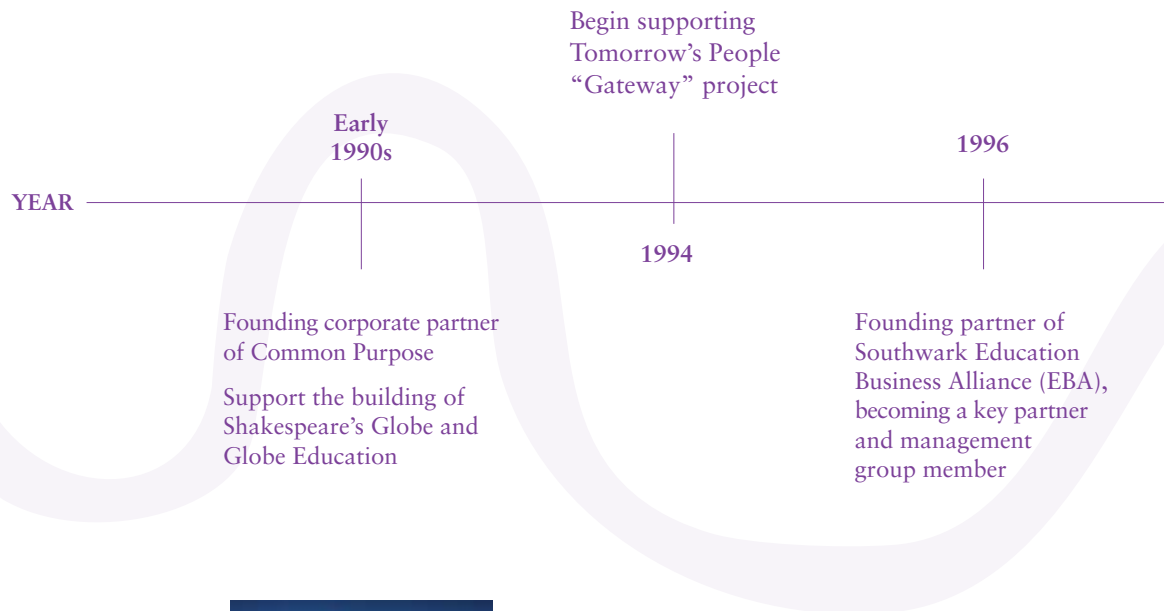 YEAR
Early
1990s
Founding corporate partner
of Common Purpose
Support the building of
Shakespeare’s Globe and
Globe Education
Begin supporting
Tomorrow’s People
“Gateway” project
1994
1996
Founding partner of
Southwark Education
Business Alliance (EBA),
becoming a key partner
and management
group member